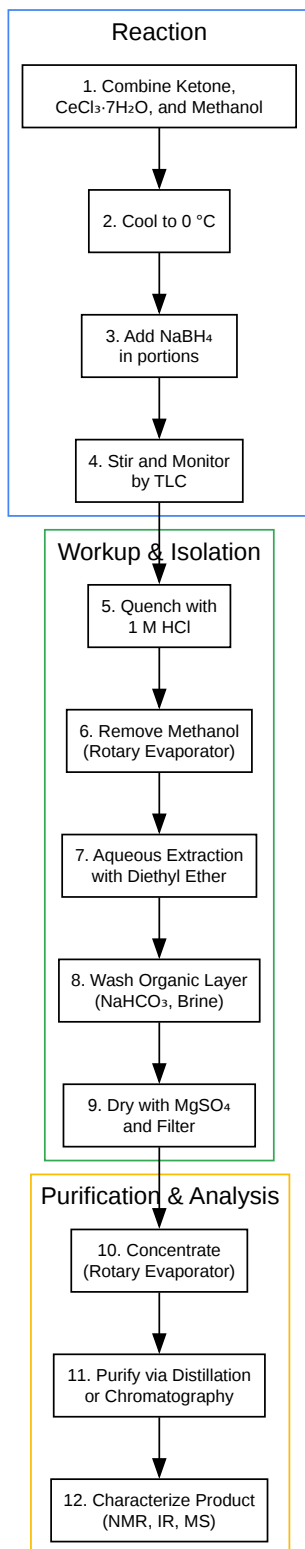 Reaction
1. Combine Ketone,
CeCl₃·7H₂O, and Methanol
2. Cool to 0 °C
3. Add NaBH₄
in portions
4. Stir and Monitor
by TLC
Workup & Isolation
5. Quench with
1 M HCl
6. Remove Methanol
(Rotary Evaporator)
7. Aqueous Extraction
with Diethyl Ether
8. Wash Organic Layer
(NaHCO₃, Brine)
9. Dry with MgSO₄
and Filter
Purification & Analysis
10. Concentrate
(Rotary Evaporator)
11. Purify via Distillation
or Chromatography
12. Characterize Product
(NMR, IR, MS)